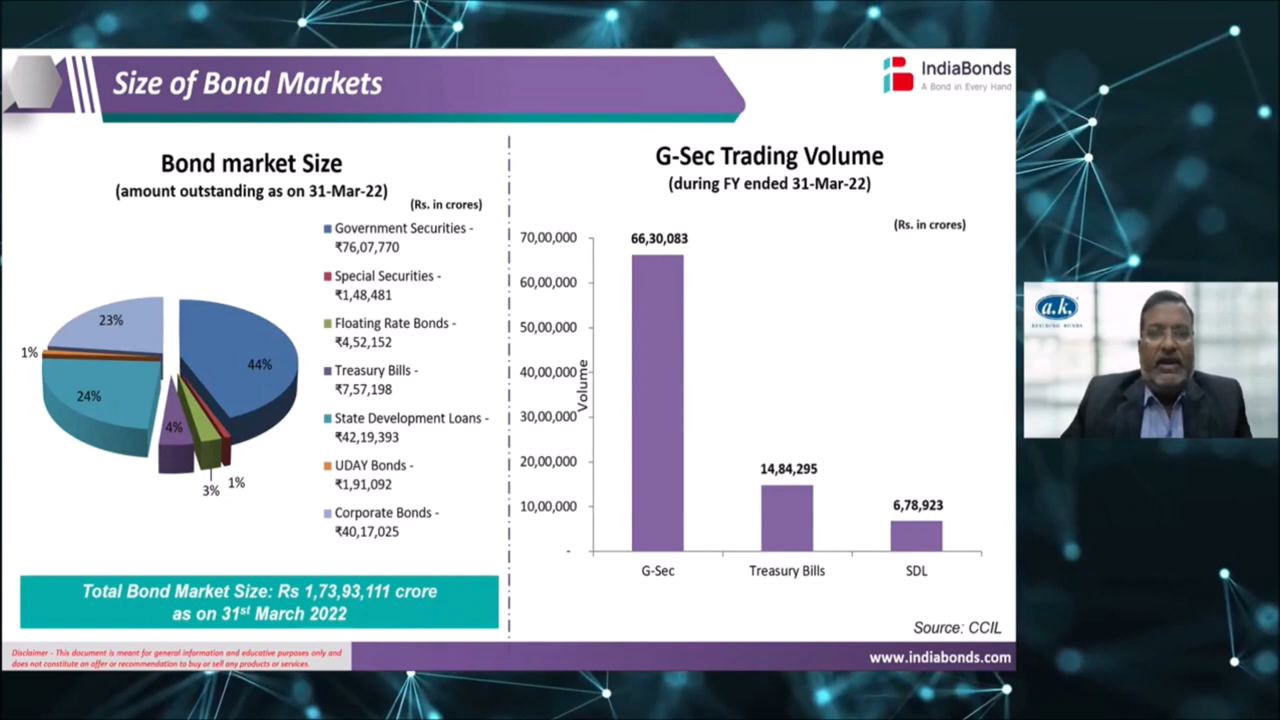 Size of Bond Markets
IndiaBonds
A Bond in Every Hand
Bond market Size
(amount outstanding as on 31-Mar-22)
(Rs. in crores)
Government Securities -
₹76,07,770
Special Securities -
₹1,48,481
Floating Rate Bonds -
₹4,52,152
Treasury Bills -
₹7,57,198
State Development Loans -
₹42,19,393
UDAY Bonds -
₹1,91,092
Corporate Bonds -
₹40,17,025
23%
1%
44%
24%
4%
3%
1%
Total Bond Market Size: Rs 1,73,93,111 crore
as on 31st March 2022
G-Sec Trading Volume
(during FY ended 31-Mar-22)
(Rs. in crores)
Volume
70,00,000
60,00,000
50,00,000
40,00,000
30,00,000
20,00,000
10,00,000
-
66,30,083
14,84,295
6,78,923
G-Sec
Treasury Bills
SDL
Source: CCIL
Disclaimer - This document is meant for general information and educative purposes only and
does not constitute on offer or recommendation to buy or sell any products or services.
www.indiabonds.com
a.k.
BUILDING BONDS